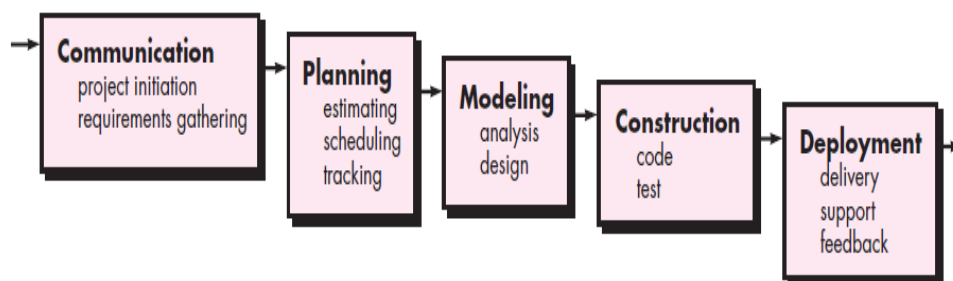 Communication
project initiation
requirements gathering
Planning
estimating
scheduling
tracking
Modeling
analysis
design
Construction
code
test
Deployment
delivery
support
feedback